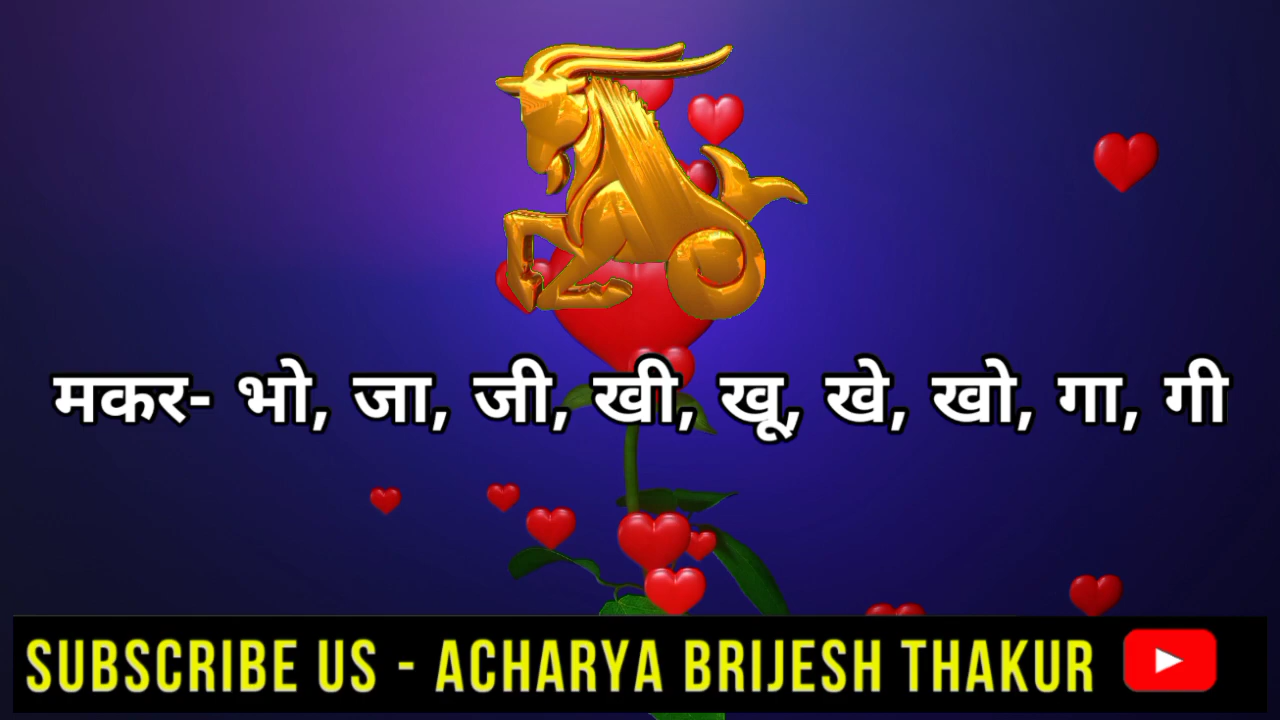 मकर- भो, जा, जी, खी, खू, खे, खो, गा, गी
SUBSCRIBE US - ACHARYA BRIJESH THAKUR